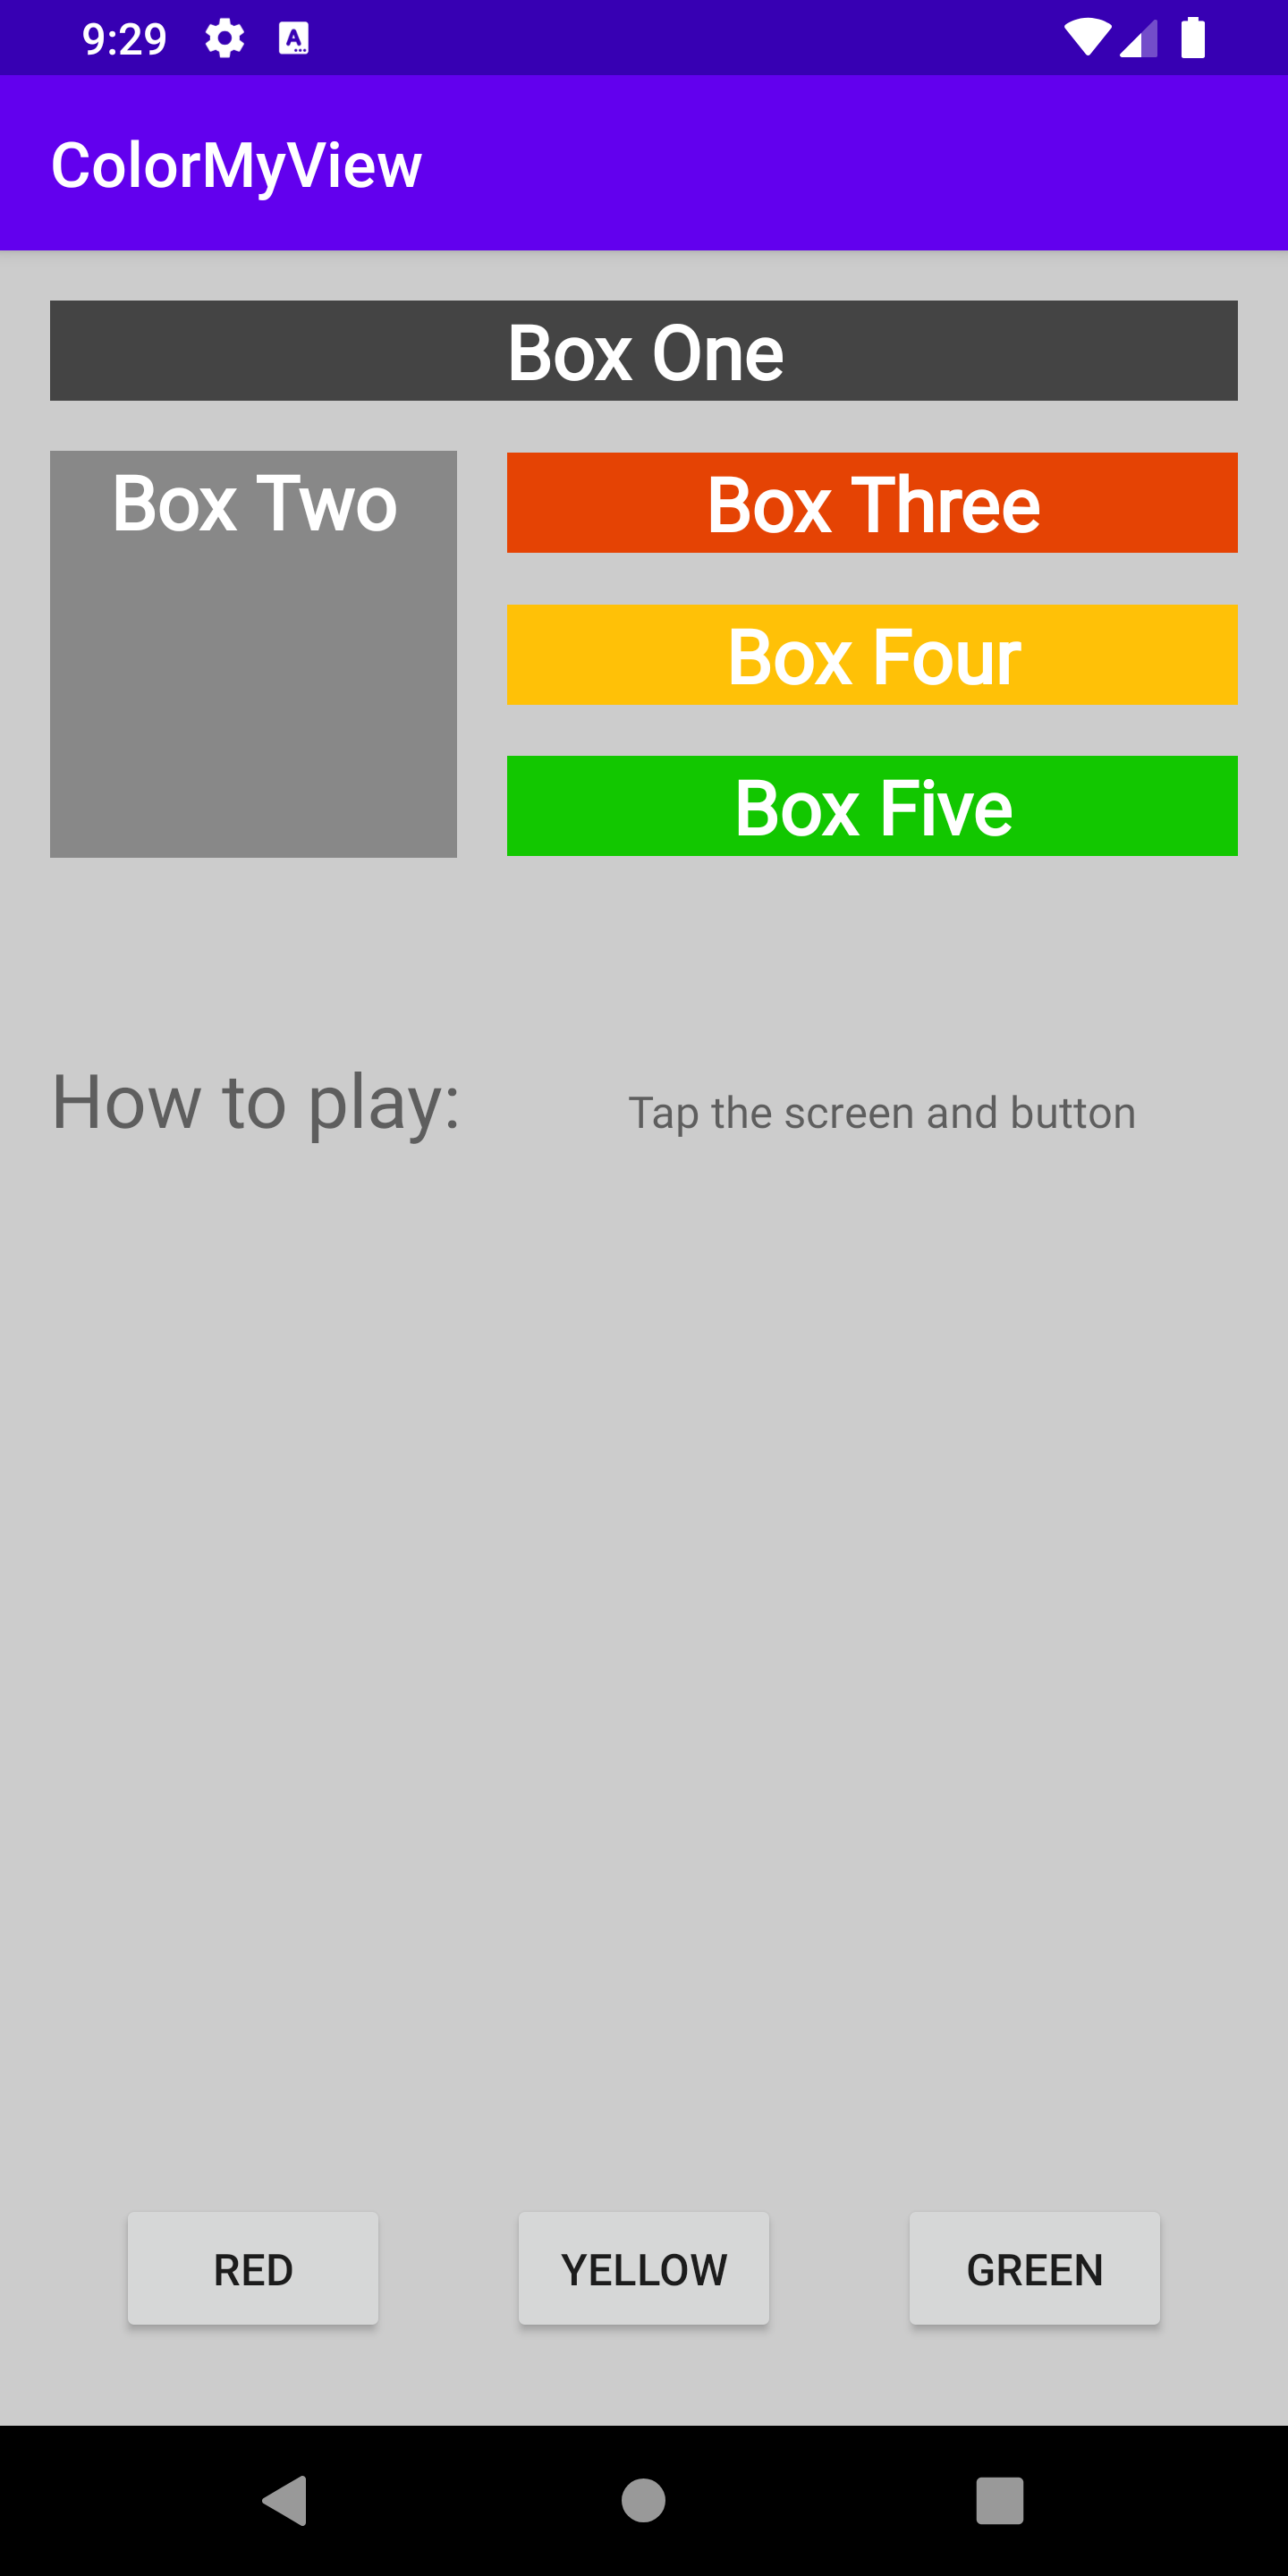 9:29
ColorMyView
Box One
Box Two
Box Three
Box Four
Box Five
How to play:
Tap the screen and button
RED
YELLOW
GREEN